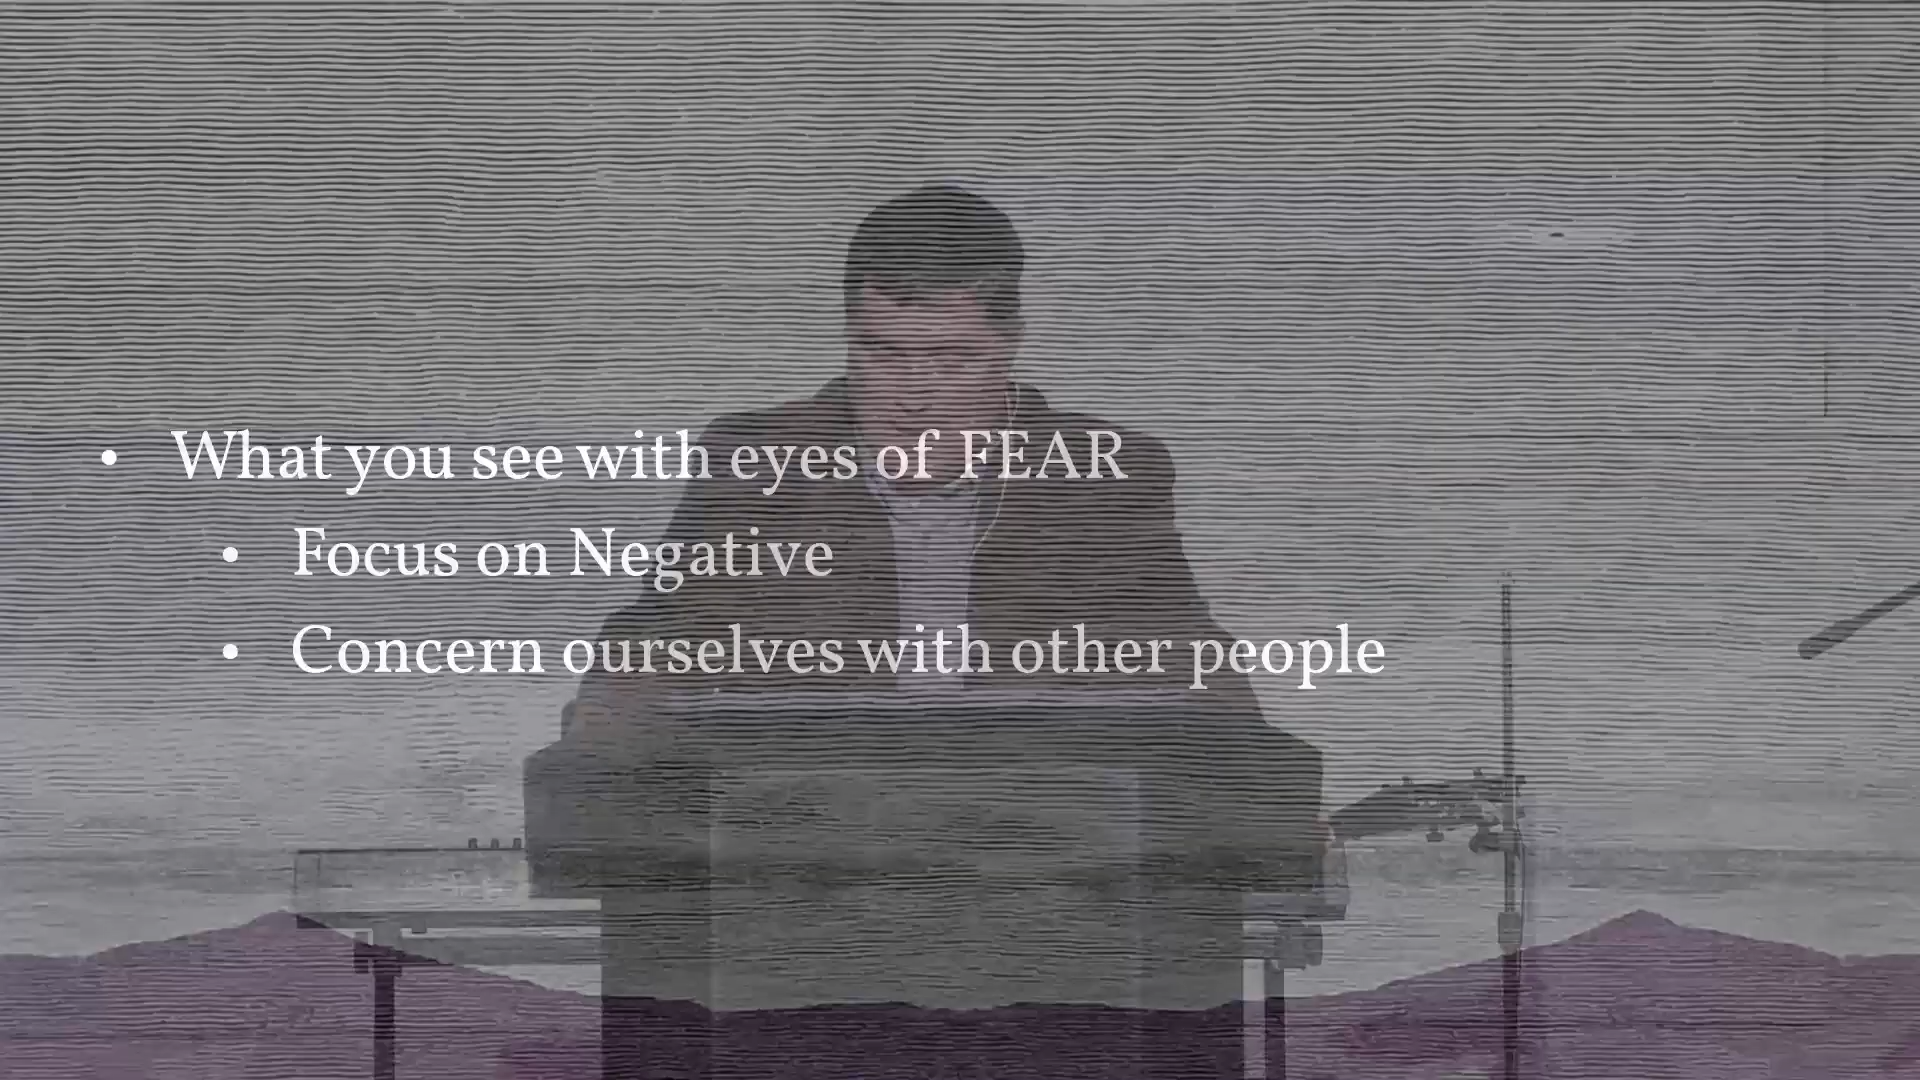 • What you see with eyes of FEAR
• Focus on Negative
• Concern ourselves with other people